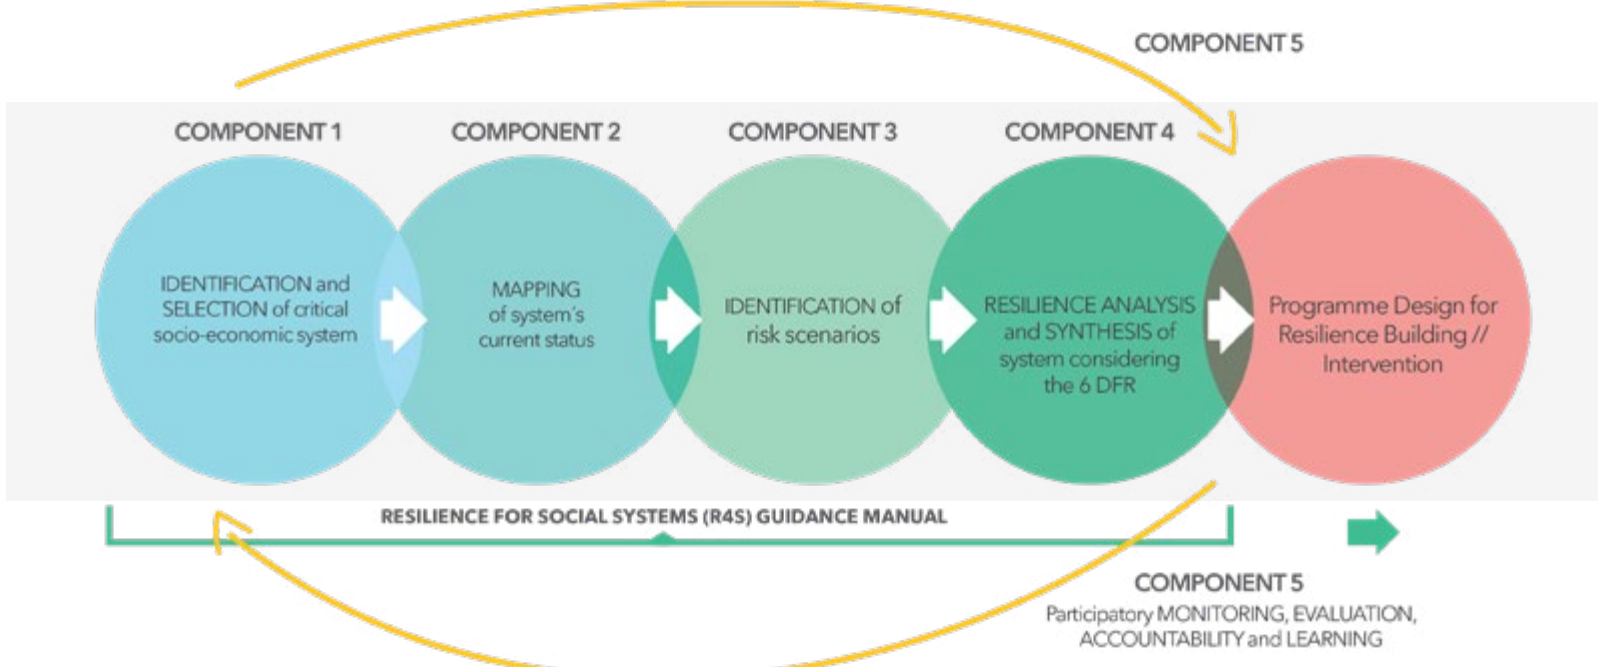 COMPONENT 5
COMPONENT 1
COMPONENT 2
COMPONENT 3
COMPONENT 4
IDENTIFICATION and
SELECTION of critical
socio-economic system
MAPPING
of system's
current status
IDENTIFICATION of
risk scenarios
RESILIENCE ANALYSIS
and SYNTHESIS of
system considering
the 6 DFR
Programme Design for
Resilience Building //
Intervention
RESILIENCE FOR SOCIAL SYSTEMS (R4S) GUIDANCE MANUAL
COMPONENT 5
Participatory MONITORING, EVALUATION,
ACCOUNTABILITY and LEARNING